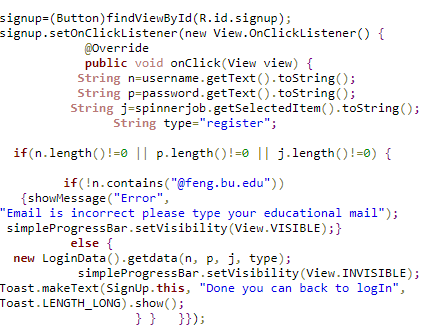 signup=(Button)findViewById(R.id.signup);
signup.setOnClickListener(new View.OnClickListener() {
@Override
public void onClick(View view) {
String n=username.getText().toString();
String p=password.getText().toString();
String j=spinnerjob.getSelectedItem().toString();
String type="register";
if(n.length()!=0 || p.length()!=0 || j.length()!=0) {
if(!n.contains("@feng.bu.edu"))
{showMessage("Error",
"Email is incorrect please type your educational mail");
simpleProgressBar.setVisibility(View.VISIBLE);}
else {
new LoginData().getdata(n, p, j, type);
simpleProgressBar.setVisibility(View.INVISIBLE);
Toast.makeText(SignUp.this, "Done you can back to logIn",
Toast.LENGTH_LONG).show();
} } }});